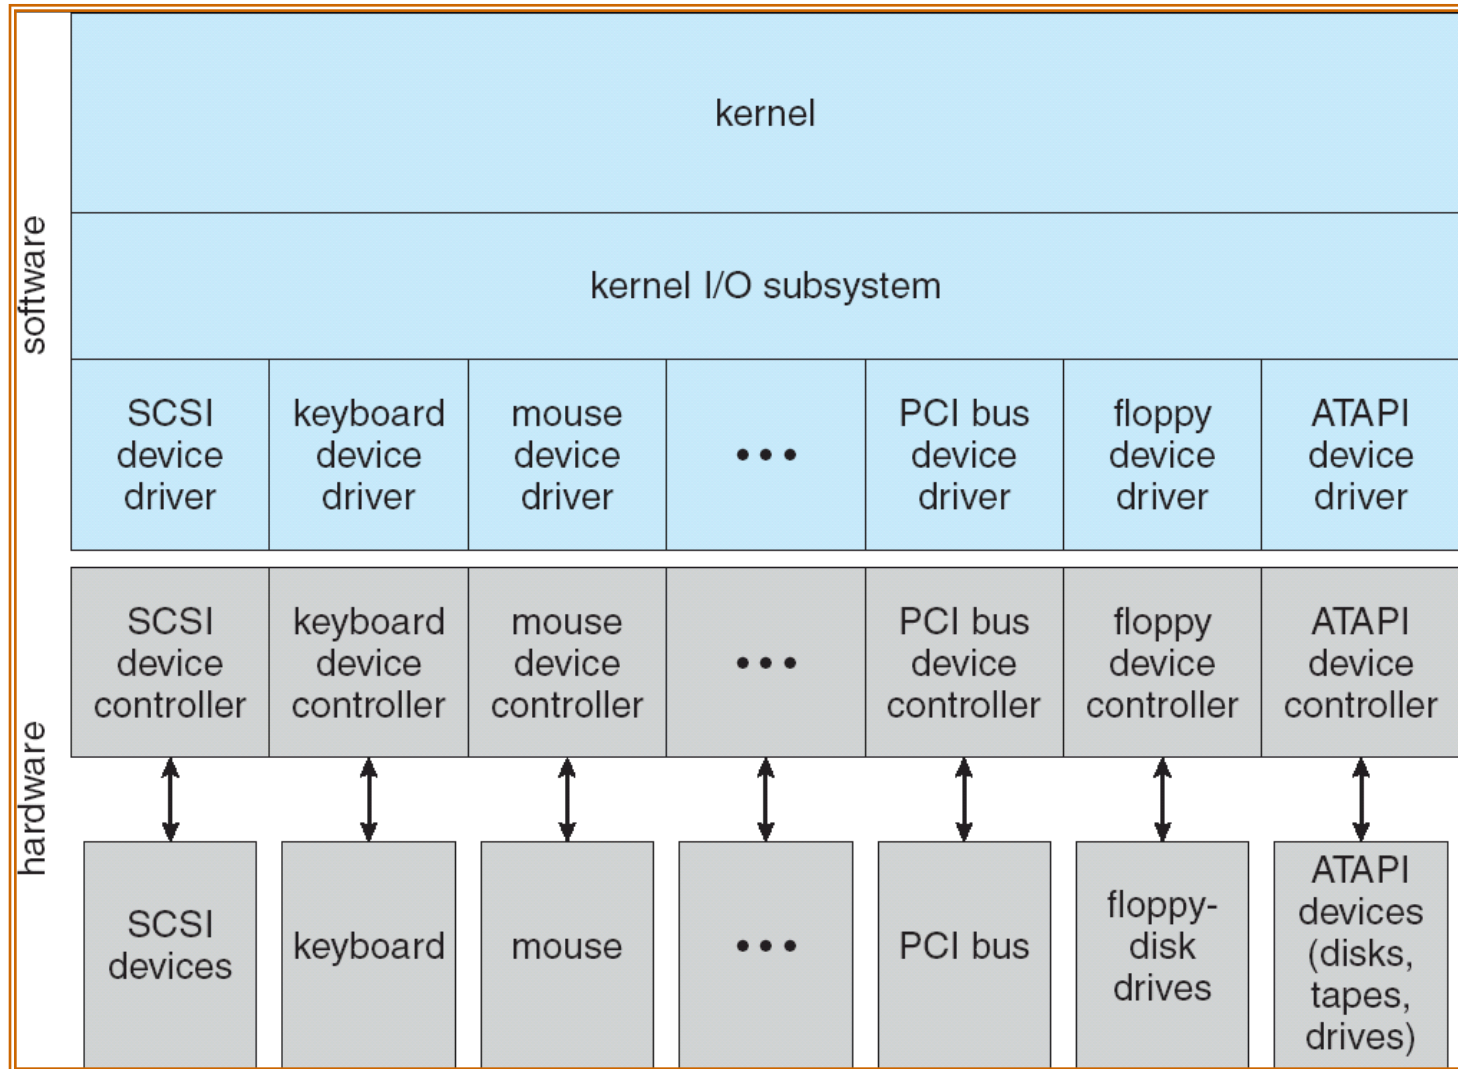 software
kernel
kernel I/O subsystem
SCSI
device
driver
keyboard
device
driver
mouse
device
driver
•••
PCI bus
device
driver
floppy
device
driver
ATAPI
device
driver
hardware
SCSI
device
controller
keyboard
device
controller
mouse
device
controller
•••
PCI bus
device
controller
floppy
device
controller
ATAPI
device
controller
SCSI
devices
keyboard
mouse
•••
PCI bus
floppy-
disk
drives
ATAPI
devices
(disks,
tapes,
drives)